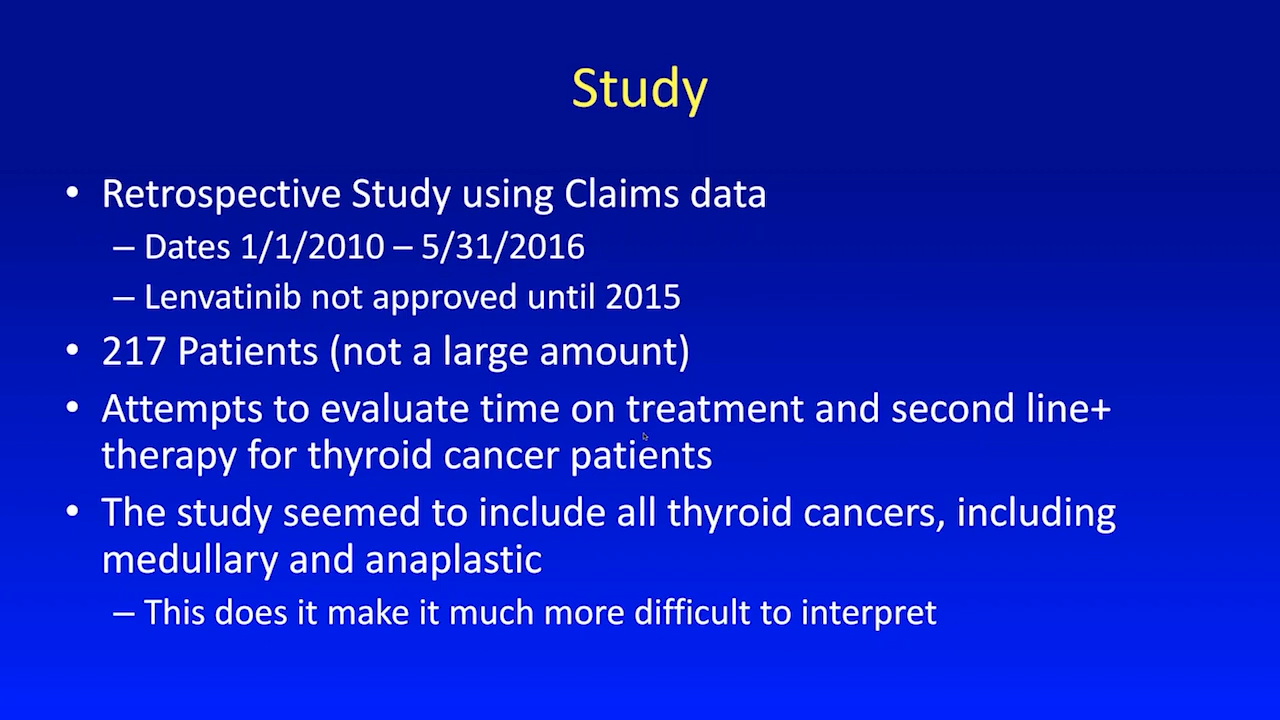 Study
• Retrospective Study using Claims data
– Dates 1/1/2010 – 5/31/2016
– Lenvatinib not approved until 2015
• 217 Patients (not a large amount)
• Attempts to evaluate time on treatment and second line+
therapy for thyroid cancer patients
• The study seemed to include all thyroid cancers, including
medullary and anaplastic
– This does it make it much more difficult to interpret